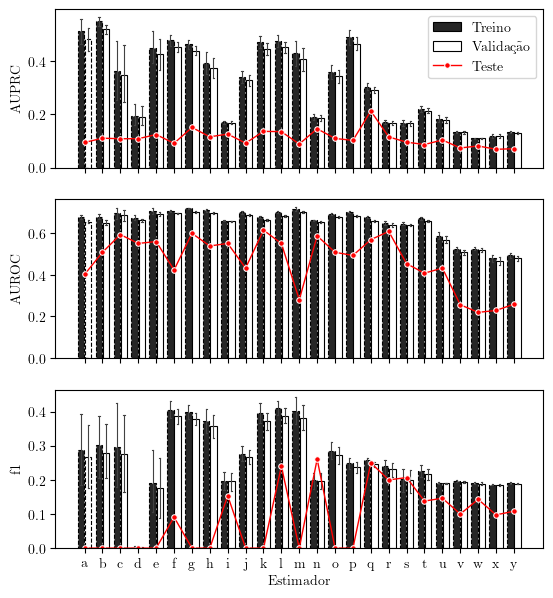 AUPRC
0.4
0.2
0.0
Treino
Validação
Teste
AUROC
0.6
0.4
0.2
0.0
f1
0.4
0.3
0.2
0.1
0.0
a b c d e f g h i j k l m n o p q r s t u v w x y
Estimador